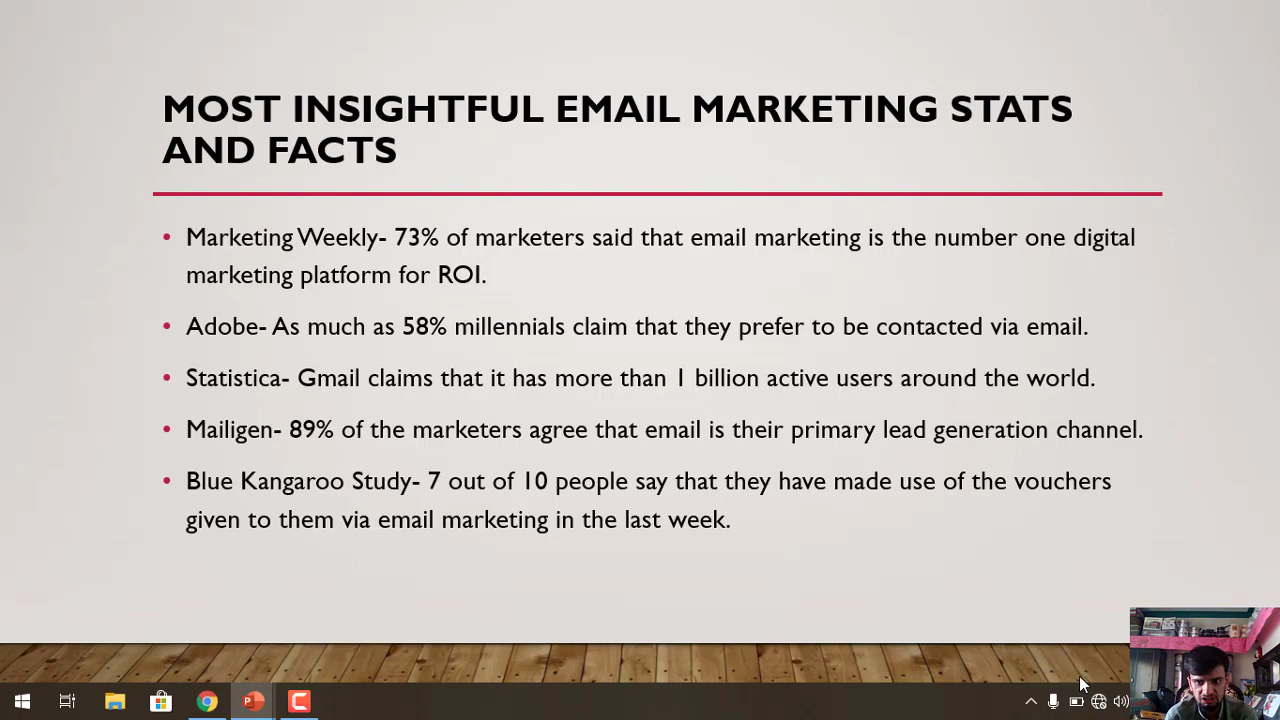 MOST INSIGHTFUL EMAIL MARKETING STATS
AND FACTS
• Marketing Weekly- 73% of marketers said that email marketing is the number one digital
marketing platform for ROI.
• Adobe- As much as 58% millennials claim that they prefer to be contacted via email.
• Statistica- Gmail claims that it has more than 1 billion active users around the world.
• Mailigen- 89% of the marketers agree that email is their primary lead generation channel.
• Blue Kangaroo Study- 7 out of 10 people say that they have made use of the vouchers
given to them via email marketing in the last week.